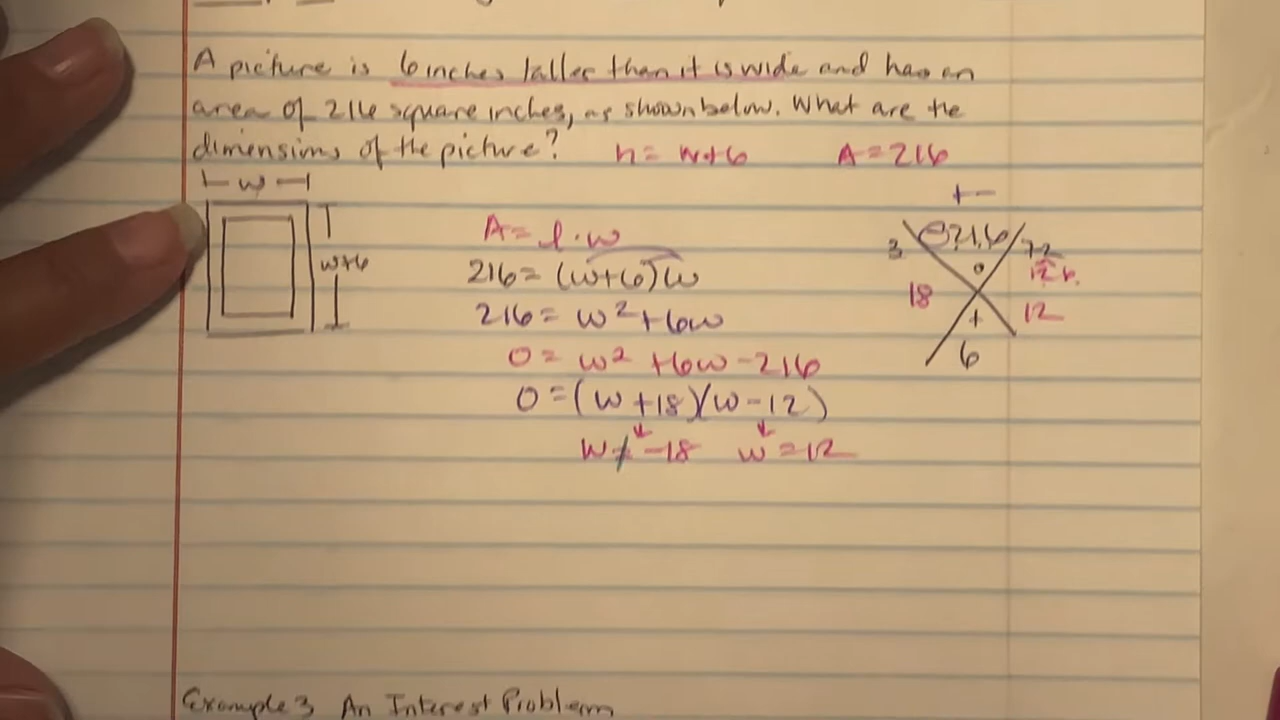 A picture is 6 inches taller than it is wide and has an
area of 216 square inches, as shown below. What are the
dimensions of the picture? h = w+6 A = 216
w
w+6
A = l · w
216 = (w+6)w
216 = w² + 6w
0 = w² + 6w - 216
0 = (w + 18)(w - 12)
w ≠ -18 w = 12
+ -
-216
3 72
18 12
+
6
Example 3 An Interest Problem